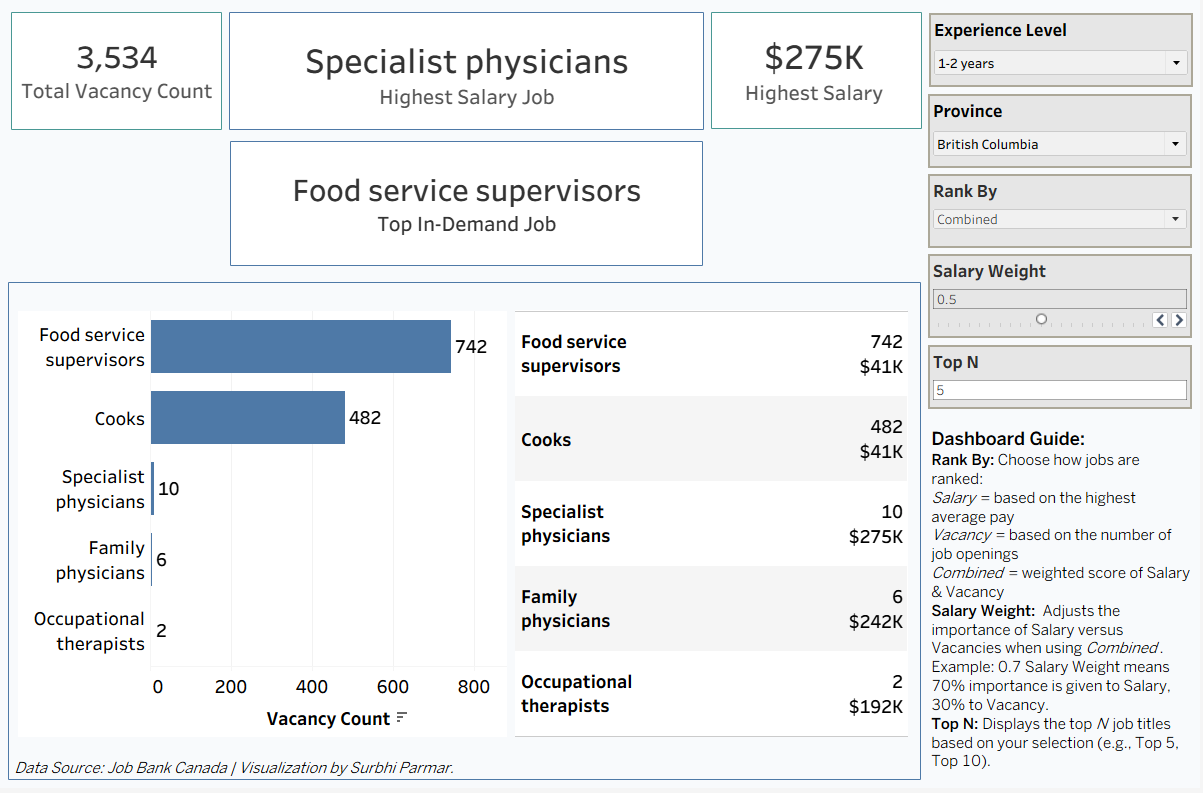 3,534
Total Vacancy Count
Specialist physicians
Highest Salary Job
$275K
Highest Salary
Food service supervisors
Top In-Demand Job
Experience Level
1-2 years
Province
British Columbia
Rank By
Combined
Salary Weight
0.5
Top N
5
Food service
supervisors
742
Cooks
482
Specialist
physicians
10
Family
physicians
6
Occupational
therapists
2
0 200 400 600 800
Vacancy Count
Food service
supervisors
742
$41K
Cooks
482
$41K
Specialist
physicians
10
$275K
Family
physicians
6
$242K
Occupational
therapists
2
$192K
Data Source: Job Bank Canada | Visualization by Surbhi Parmar.
Dashboard Guide:
Rank By: Choose how jobs are
ranked:
Salary = based on the highest
average pay
Vacancy = based on the number of
job openings
Combined = weighted score of Salary
& Vacancy
Salary Weight: Adjusts the
importance of Salary versus
Vacancies when using Combined.
Example: 0.7 Salary Weight means
70% importance is given to Salary,
30% to Vacancy.
Top N: Displays the top N job titles
based on your selection (e.g., Top 5,
Top 10).